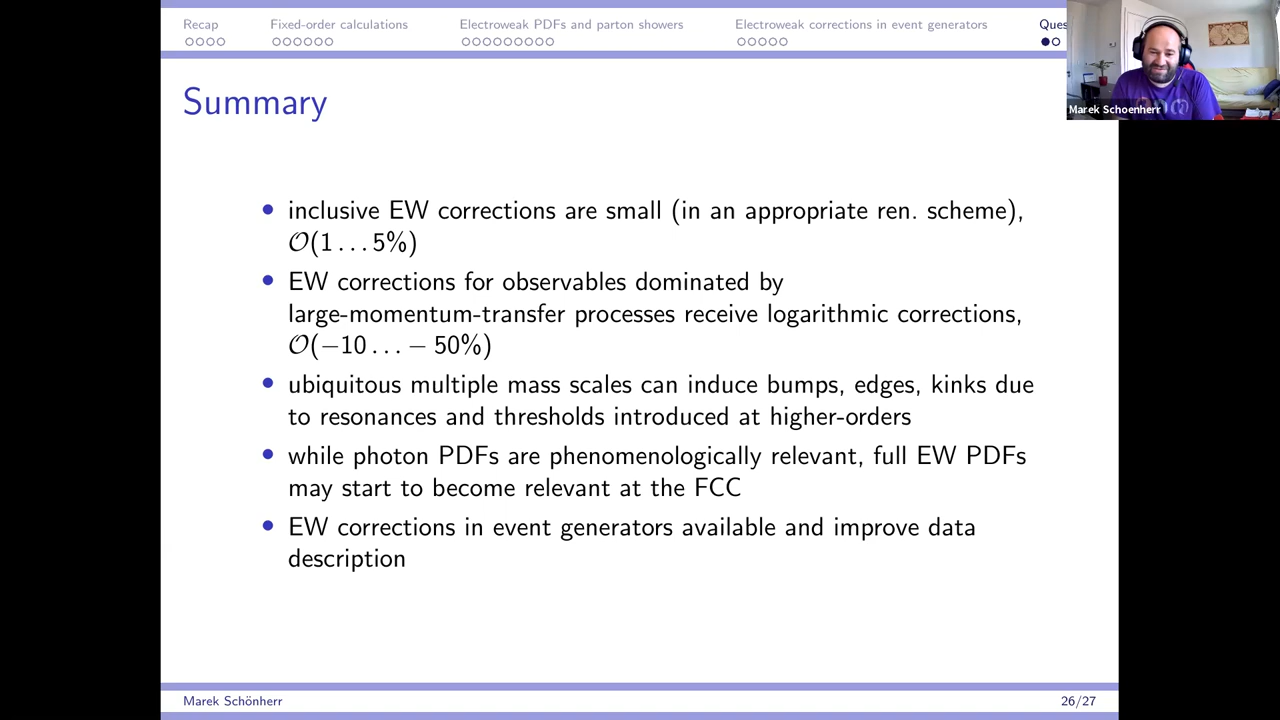 Recap
Fixed-order calculations
Electroweak PDFs and parton showers
Electroweak corrections in event generators
Ques
Marek Schoenherr
Summary
• inclusive EW corrections are small (in an appropriate ren. scheme),
𝒪(1 … 5%)
• EW corrections for observables dominated by
large-momentum-transfer processes receive logarithmic corrections,
𝒪(−10 … − 50%)
• ubiquitous multiple mass scales can induce bumps, edges, kinks due
to resonances and thresholds introduced at higher-orders
• while photon PDFs are phenomenologically relevant, full EW PDFs
may start to become relevant at the FCC
• EW corrections in event generators available and improve data
description
Marek Schönherr
26/27